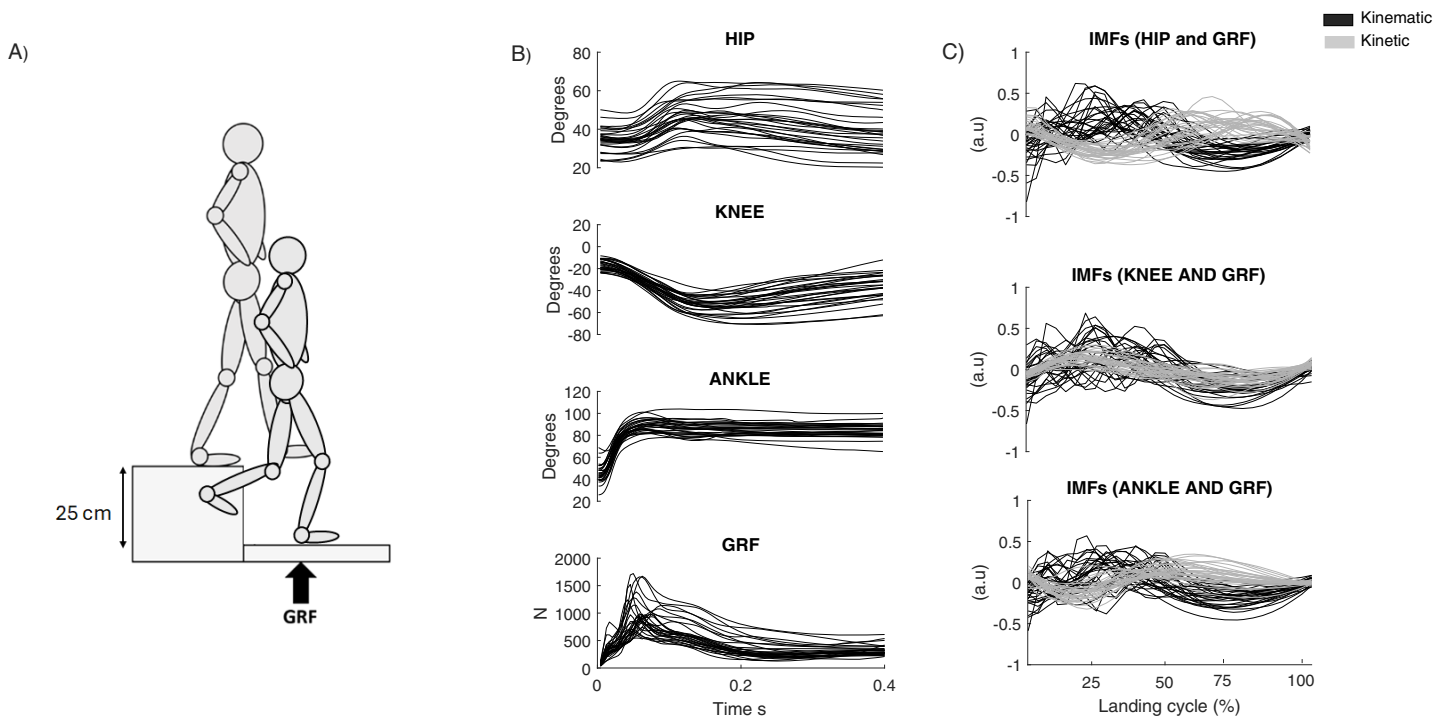 A)
25 cm
GRF
B)
HIP
80
60
40
20
Degrees
KNEE
20
0
-20
-40
-60
-80
Degrees
ANKLE
120
100
80
60
40
20
Degrees
GRF
2000
1500
1000
500
0
N
0
0.2
0.4
Time s
C)
Kinematic
Kinetic
IMFs (HIP and GRF)
1
0.5
0
-0.5
-1
(a.u)
IMFs (KNEE AND GRF)
1
0.5
0
-0.5
-1
(a.u)
IMFs (ANKLE AND GRF)
1
0.5
0
-0.5
-1
(a.u)
25
50
75
100
Landing cycle (%)